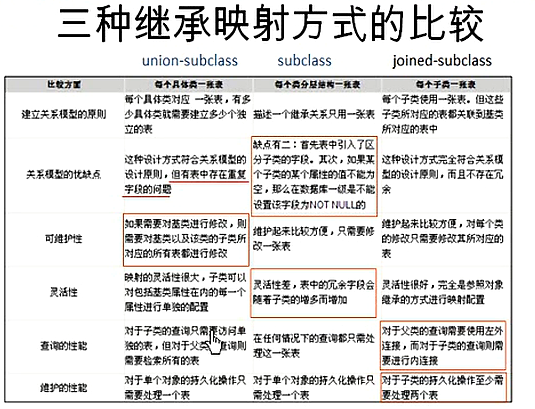 三种继承映射方式的比较
union-subclass subclass joined-subclass
比较方面 每个具体类一张表 每个类分层结构一张表 每个子类一张表
建立关系模型的原则
每个具体类对应 一张表，有多
少具体类就需要建立多少个独
立的表
描述一个继承关系只用一张表
每个子类使用一张表。但这些
子类所对应的表都关联到基类
所对应的表中
关系模型的优缺点
这种设计方式符合关系模型的
设计原则，但有表中存在重复
字段的问题
缺点有二：首先表中引入了区
分子类的字段。其次，如果某
个子类的某个属性的值不能为
空，那么在数据库一级是不能
设置该字段为NOT NULL的
这种设计方式完全符合关系模
型的设计原则，而且不存在冗
余
可维护性
如果需要对基类进行修改，则
需要对基类以及该类的子类所
对应的所有表都进行修改
维护起来比较方便，只需要修
改一张表
维护起来比较方便，对每个类
的修改只需要修改其所对应的
表
灵活性
映射的灵活性很大，子类可以
对包括基类属性在内的每一个
属性进行单独的配置
灵活性差，表中的冗余字段会
随着子类的增多而增加
灵活性很好，完全是参照对象
继承的方式进行映射配置
查询的性能
对于子类的查询只需要访问单
独的表，但对于父类查询则
需要检索所有的表
在任何情况下的查询都只需处
理这一张表
对于父类的查询需要使用左外
连接，而对于子类的查询则需
要进行内连接
维护的性能
对于单个对象的持久化操作只
需要处理一个表
对于单个对象的持久化操作只
需要处理一个表
对于子类的持久化操作至少需
要处理两个表